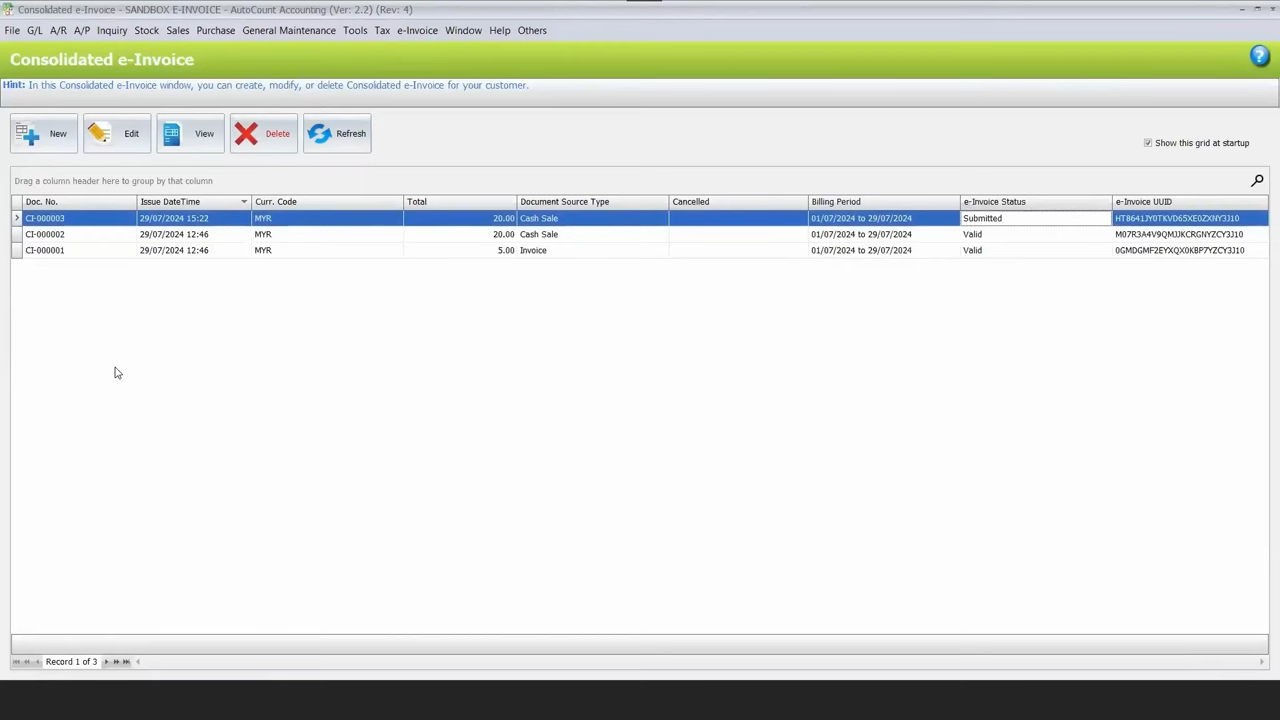 Consolidated e-Invoice - SANDBOX E-INVOICE - AutoCount Accounting (Ver: 2.2) (Rev: 4)
File G/L A/R A/P Inquiry Stock Sales Purchase General Maintenance Tools Tax e-Invoice Window Help Others
Consolidated e-Invoice
?
Hint: In this Consolidated e-Invoice window, you can create, modify, or delete Consolidated e-Invoice for your customer.
New Edit View Delete Refresh
Show this grid at startup
Drag a column header here to group by that column
Doc. No. Issue DateTime Curr. Code Total Document Source Type Cancelled Billing Period e-Invoice Status e-Invoice UUID
CI-000003 29/07/2024 15:22 MYR 20.00 Cash Sale 01/07/2024 to 29/07/2024 Submitted HT8641JY0TKVD65XE0ZXNY3J10
CI-000002 29/07/2024 12:46 MYR 20.00 Cash Sale 01/07/2024 to 29/07/2024 Valid M07R3A4V9QMJJKCRGNYZCY3J10
CI-000001 29/07/2024 12:46 MYR 5.00 Invoice 01/07/2024 to 29/07/2024 Valid 0GMDGMF2EYXQX0KBP7YZCY3J10
Record 1 of 3